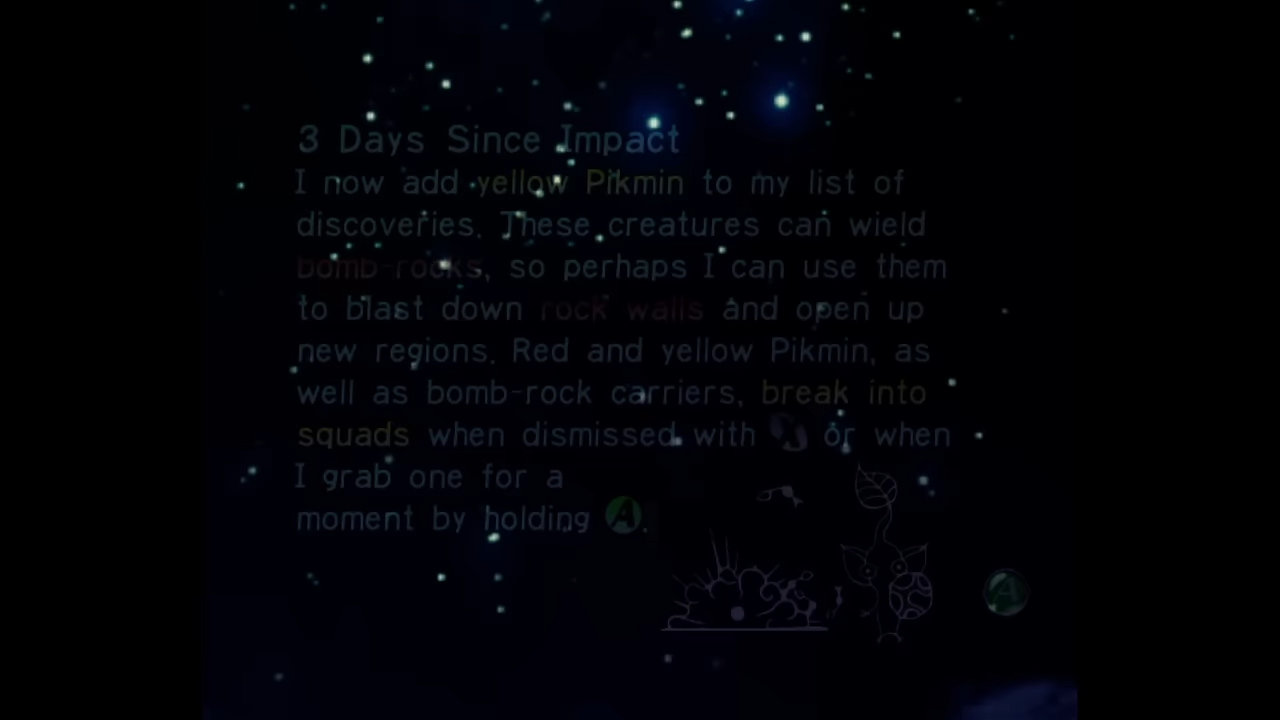 3 Days Since Impact
I now add yellow Pikmin to my list of
discoveries. These creatures can wield
bomb-rocks, so perhaps I can use them
to blast down rock walls and open up
new regions. Red and yellow Pikmin, as
well as bomb-rock carriers, break into
squads when dismissed with X or when
I grab one for a
moment by holding A.
A